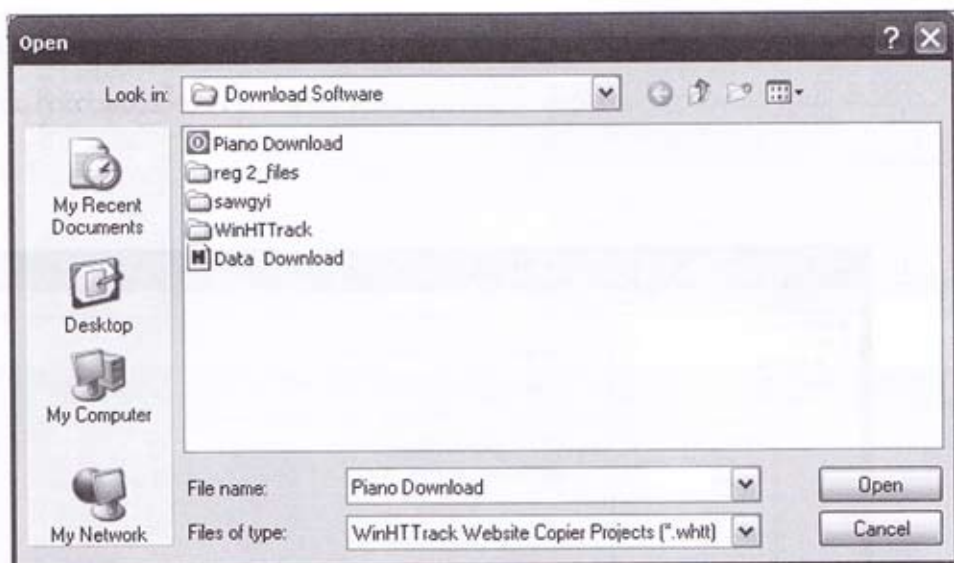 Open
Look in: Download Software
Piano Download
reg 2_files
sawgyi
WinHTTrack
Data Download
My Recent Documents
Desktop
My Computer
My Network
File name: Piano Download
Open
Files of type: WinHTTrack Website Copier Projects (*.whtt)
Cancel